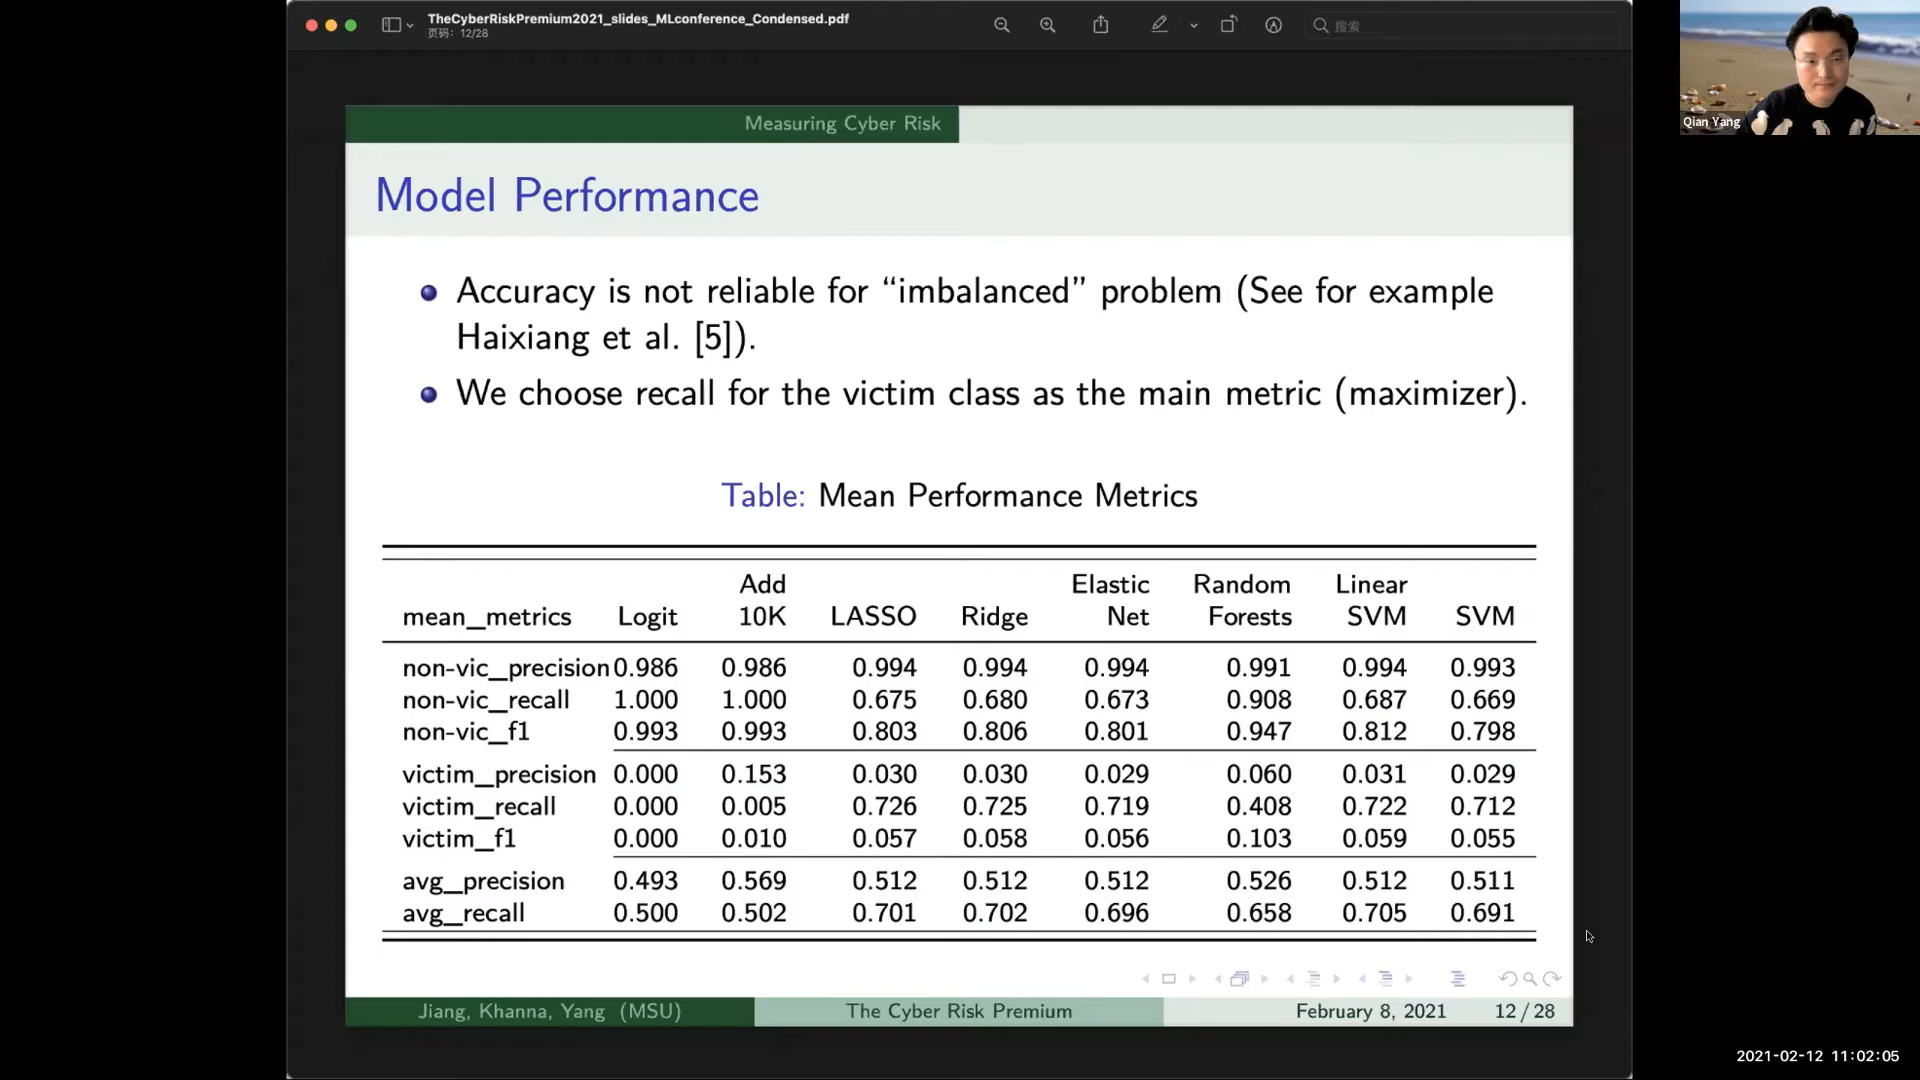 TheCyberRiskPremium2021_slides_MLconference_Condensed.pdf
页码：12/28
搜索
Qian Yang
Measuring Cyber Risk
Model Performance
Accuracy is not reliable for “imbalanced” problem (See for example
Haixiang et al. [5]).
We choose recall for the victim class as the main metric (maximizer).
Table: Mean Performance Metrics
Add Elastic Random Linear
mean_metrics Logit 10K LASSO Ridge Net Forests SVM SVM
non-vic_precision 0.986 0.986 0.994 0.994 0.994 0.991 0.994 0.993
non-vic_recall 1.000 1.000 0.675 0.680 0.673 0.908 0.687 0.669
non-vic_f1 0.993 0.993 0.803 0.806 0.801 0.947 0.812 0.798
victim_precision 0.000 0.153 0.030 0.030 0.029 0.060 0.031 0.029
victim_recall 0.000 0.005 0.726 0.725 0.719 0.408 0.722 0.712
victim_f1 0.000 0.010 0.057 0.058 0.056 0.103 0.059 0.055
avg_precision 0.493 0.569 0.512 0.512 0.512 0.526 0.512 0.511
avg_recall 0.500 0.502 0.701 0.702 0.696 0.658 0.705 0.691
Jiang, Khanna, Yang (MSU) The Cyber Risk Premium February 8, 2021 12 / 28
2021-02-12 11:02:05